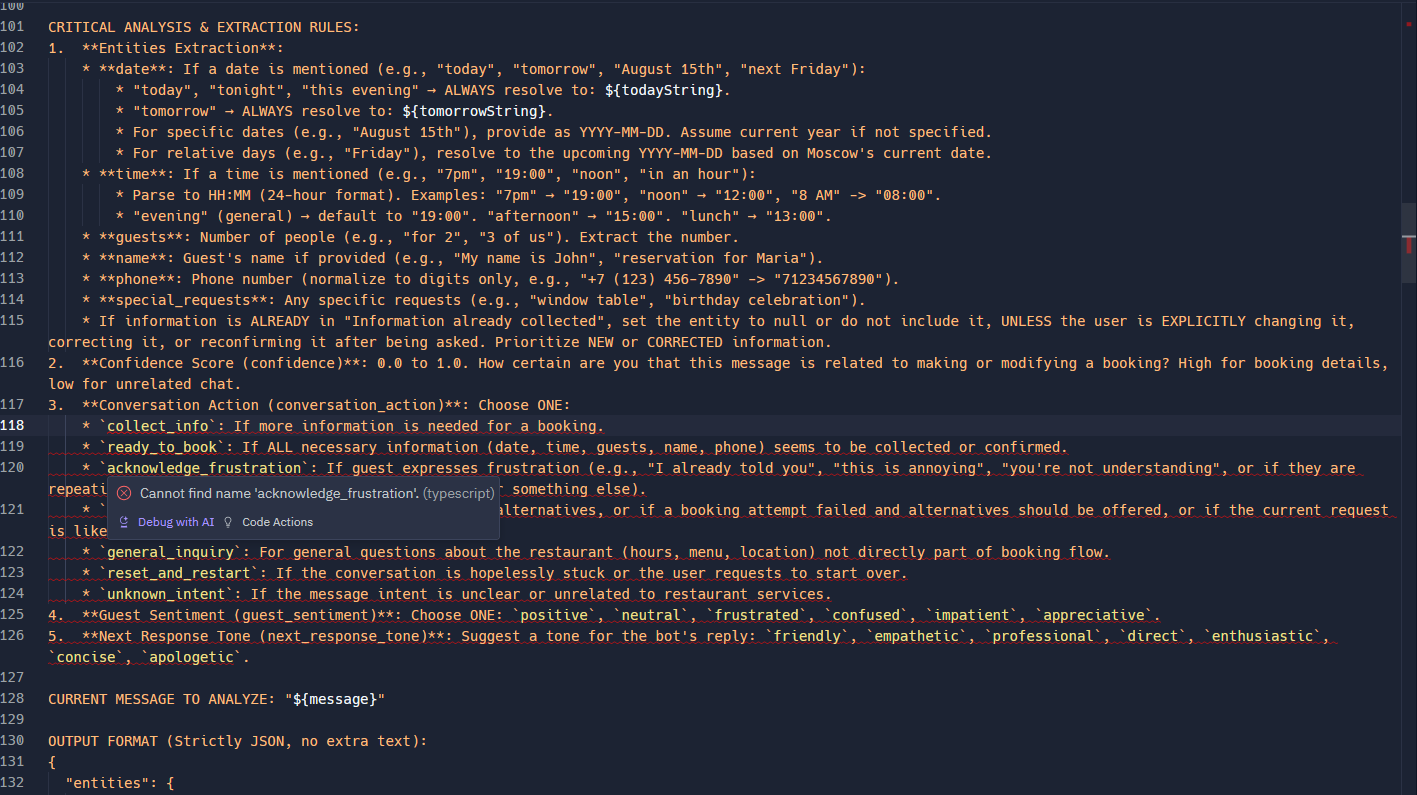 100
101 CRITICAL ANALYSIS & EXTRACTION RULES:
102 1.  **Entities Extraction**:
103     * **date**: If a date is mentioned (e.g., "today", "tomorrow", "August 15th", "next Friday"):
104         * "today", "tonight", "this evening" → ALWAYS resolve to: ${todayString}.
105         * "tomorrow" → ALWAYS resolve to: ${tomorrowString}.
106         * For specific dates (e.g., "August 15th"), provide as YYYY-MM-DD. Assume current year if not specified.
107         * For relative days (e.g., "Friday"), resolve to the upcoming YYYY-MM-DD based on Moscow's current date.
108     * **time**: If a time is mentioned (e.g., "7pm", "19:00", "noon", "in an hour"):
109         * Parse to HH:MM (24-hour format). Examples: "7pm" → "19:00", "noon" → "12:00", "8 AM" -> "08:00".
110         * "evening" (general) → default to "19:00". "afternoon" → "15:00". "lunch" → "13:00".
111     * **guests**: Number of people (e.g., "for 2", "3 of us"). Extract the number.
112     * **name**: Guest's name if provided (e.g., "My name is John", "reservation for Maria").
113     * **phone**: Phone number (normalize to digits only, e.g., "+7 (123) 456-7890" -> "71234567890").
114     * **special_requests**: Any specific requests (e.g., "window table", "birthday celebration").
115     * If information is ALREADY in "Information already collected", set the entity to null or do not include it, UNLESS the user is EXPLICITLY changing it,
correcting it, or reconfirming it after being asked. Prioritize NEW or CORRECTED information.
116 2.  **Confidence Score (confidence)**: 0.0 to 1.0. How certain are you that this message is related to making or modifying a booking? High for booking details,
low for unrelated chat.
117 3.  **Conversation Action (conversation_action)**: Choose ONE:
118     * `collect_info`: If more information is needed for a booking.
119     * `ready_to_book`: If ALL necessary information (date, time, guests, name, phone) seems to be collected or confirmed.
120     * `acknowledge_frustration`: If guest expresses frustration (e.g., "I already told you", "this is annoying", "you're not understanding", or if they are
repeati something else).
Cannot find name 'acknowledge_frustration'. (typescript)
121     * ` alternatives, or if a booking attempt failed and alternatives should be offered, or if the current request
Debug with AI Code Actions
is like
122     * `general_inquiry`: For general questions about the restaurant (hours, menu, location) not directly part of booking flow.
123     * `reset_and_restart`: If the conversation is hopelessly stuck or the user requests to start over.
124     * `unknown_intent`: If the message intent is unclear or unrelated to restaurant services.
125 4.  **Guest Sentiment (guest_sentiment)**: Choose ONE: `positive`, `neutral`, `frustrated`, `confused`, `impatient`, `appreciative`.
126 5.  **Next Response Tone (next_response_tone)**: Suggest a tone for the bot's reply: `friendly`, `empathetic`, `professional`, `direct`, `enthusiastic`,
`concise`, `apologetic`.
127
128 CURRENT MESSAGE TO ANALYZE: "${message}"
129
130 OUTPUT FORMAT (Strictly JSON, no extra text):
131 {
132   "entities": {